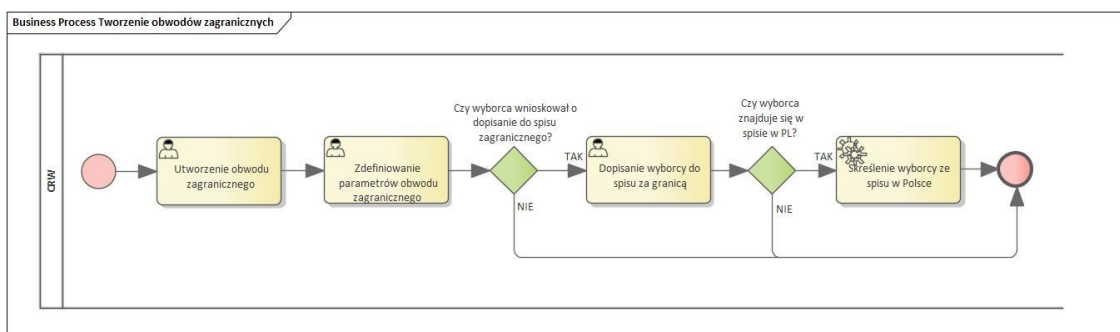 Business Process Tworzenie obwodów zagranicznych
CRW
Utworzenie obwodu
zagranicznego
Zdefiniowanie
parametrów obwodu
zagranicznego
Czy wyborca wnioskował o
dopisanie do spisu
zagranicznego?
TAK
NIE
Dopisanie wyborcy do
spisu za granicą
Czy wyborca
znajduje się w
spisie w PL?
TAK
NIE
Skreślenie wyborcy ze
spisu w Polsce